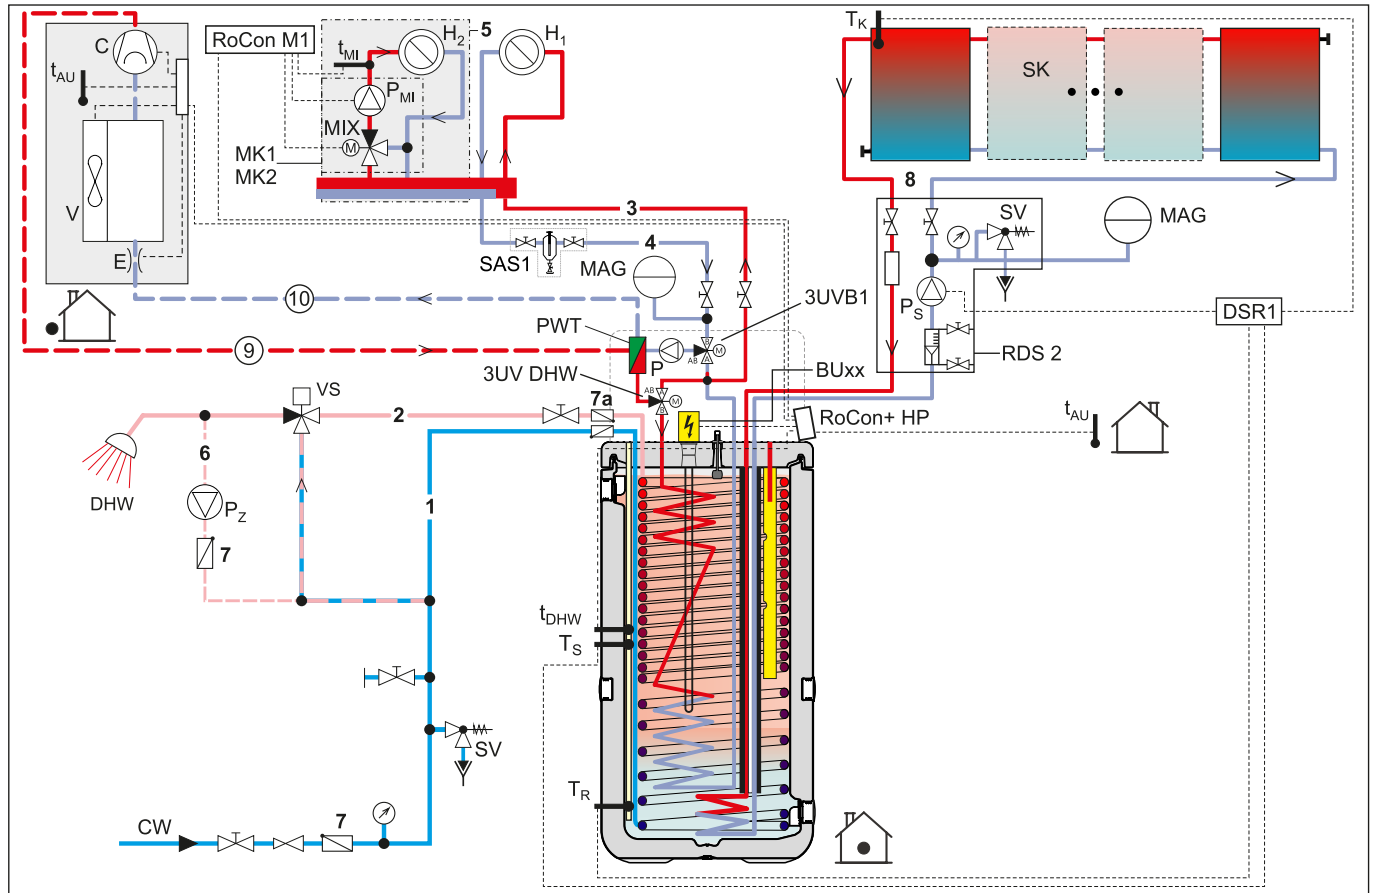 C
RoCon M1
tMI
H2
5
H1
TK
tAU
PMI
SK
MIX
M
MK1
MK2
8
V
3
SV
MAG
4
E
SAS1
MAG
10
3UVB1
PS
DSR1
PWT
B
M
AB
A
9
P
RDS 2
3UV DHW
BUxx
VS
AB
M
B
7a
2
RoCon+ HP
tAU
6
DHW
PZ
1
7
tDHW
TS
SV
TR
CW
7